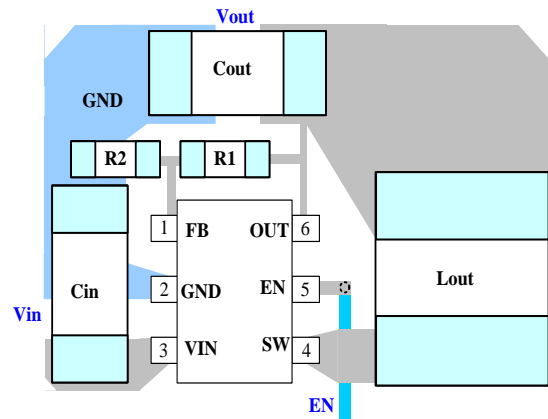 Vout
Cout
GND
R2 R1
1 FB OUT 6
2 GND EN 5
3 VIN SW 4
Cin
Vin
Lout
EN